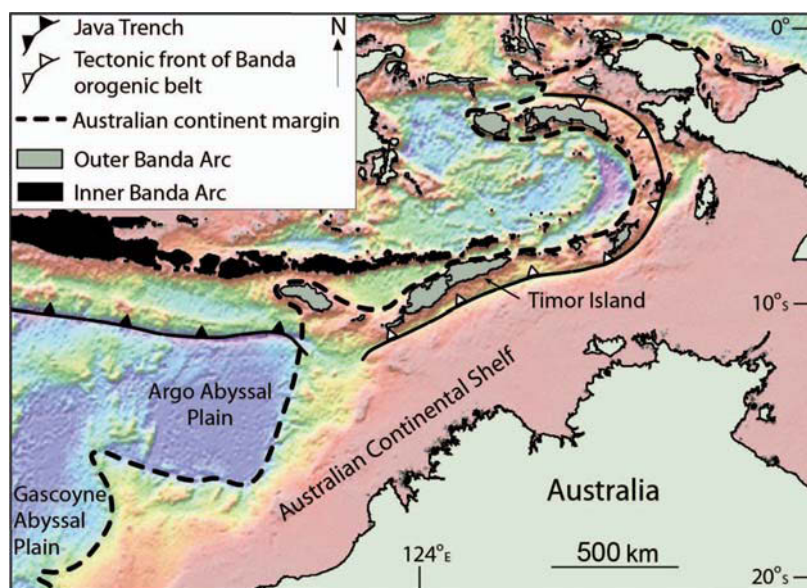 Java Trench
Tectonic front of Banda
orogenic belt
Australian continent margin
Outer Banda Arc
Inner Banda Arc
N
0°
Timor Island
10°S
Argo Abyssal
Plain
Australian Continental Shelf
Gascoyne
Abyssal
Plain
Australia
124°E
500 km
20°S